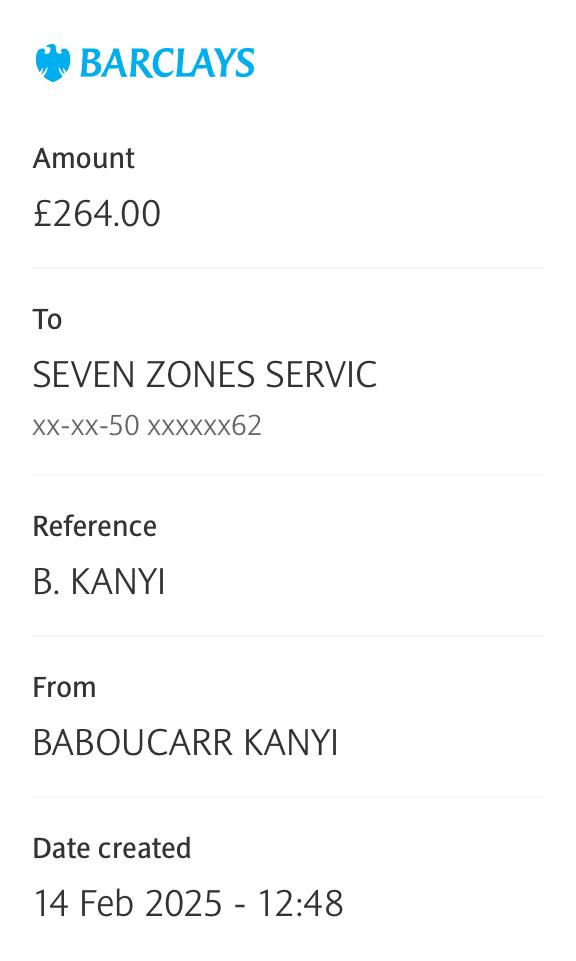 BARCLAYS
Amount
£264.00
To
SEVEN ZONES SERVIC
xx-xx-50 xxxxxx62
Reference
B. KANYI
From
BABOUCARR KANYI
Date created
14 Feb 2025 - 12:48